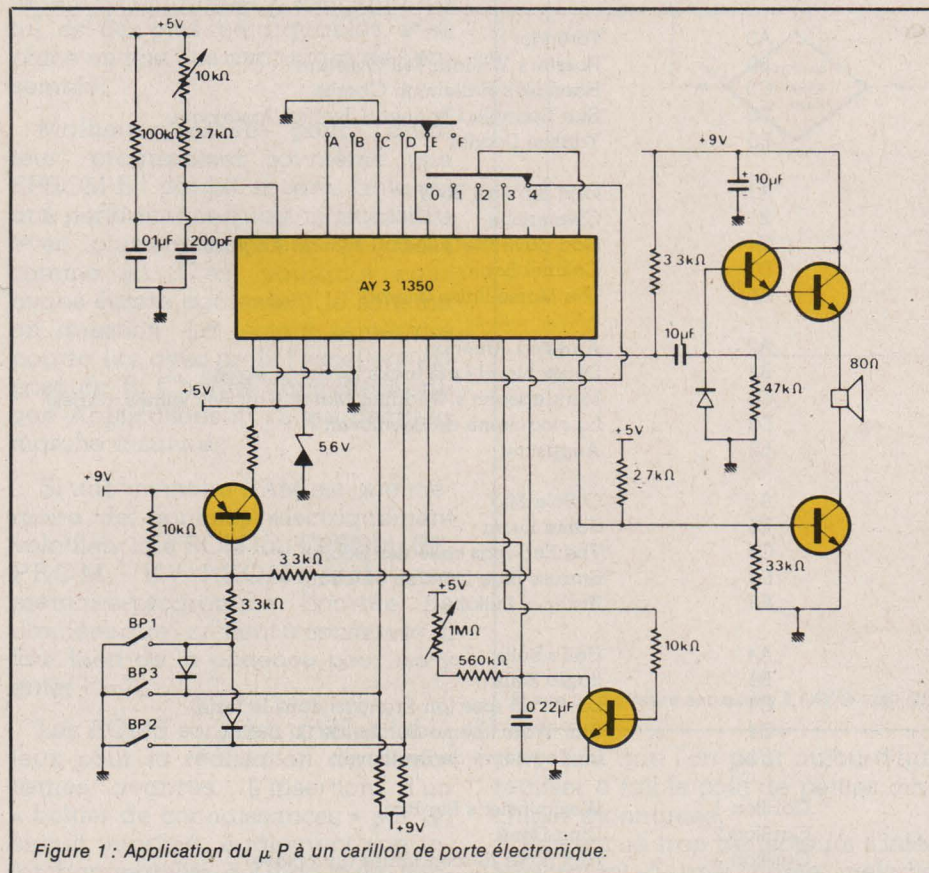 +5V
10kΩ
100kΩ
2.7kΩ
01µF
200pF
A B C D E F
0 1 2 3 4
+9V
10µF
3.3kΩ
AY 3 1350
10µF
80Ω
47kΩ
+5V
2.7kΩ
+5V
5.6V
+9V
10kΩ
3.3kΩ
3.3kΩ
33kΩ
+5V
1MΩ
560kΩ
10kΩ
BP1
BP3
BP2
0.22µF
+9V
Figure 1 : Application du µ P à un carillon de porte électronique.